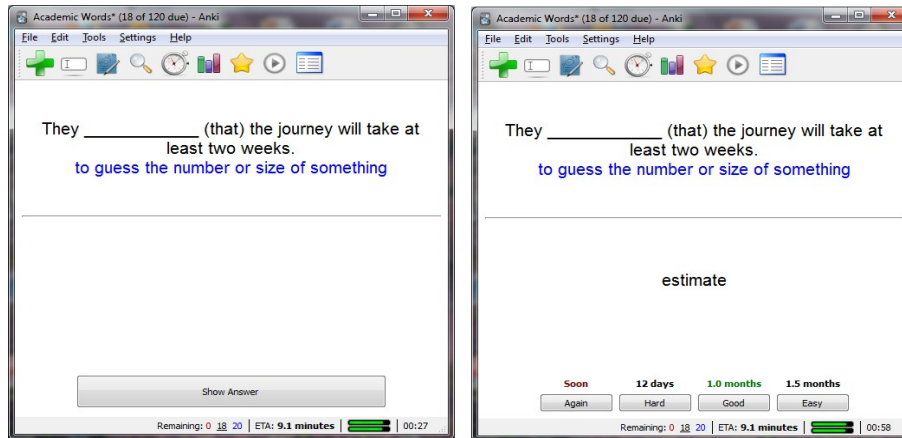 Academic Words* (18 of 120 due) - Anki
File Edit Tools Settings Help
They _____________ (that) the journey will take at
least two weeks.
to guess the number or size of something
Show Answer
Remaining: 0 18 20 | ETA: 9.1 minutes | 00:27
Academic Words* (18 of 120 due) - Anki
File Edit Tools Settings Help
They _____________ (that) the journey will take at
least two weeks.
to guess the number or size of something
estimate
Soon 12 days 1.0 months 1.5 months
Again Hard Good Easy
Remaining: 0 18 20 | ETA: 9.1 minutes | 00:58